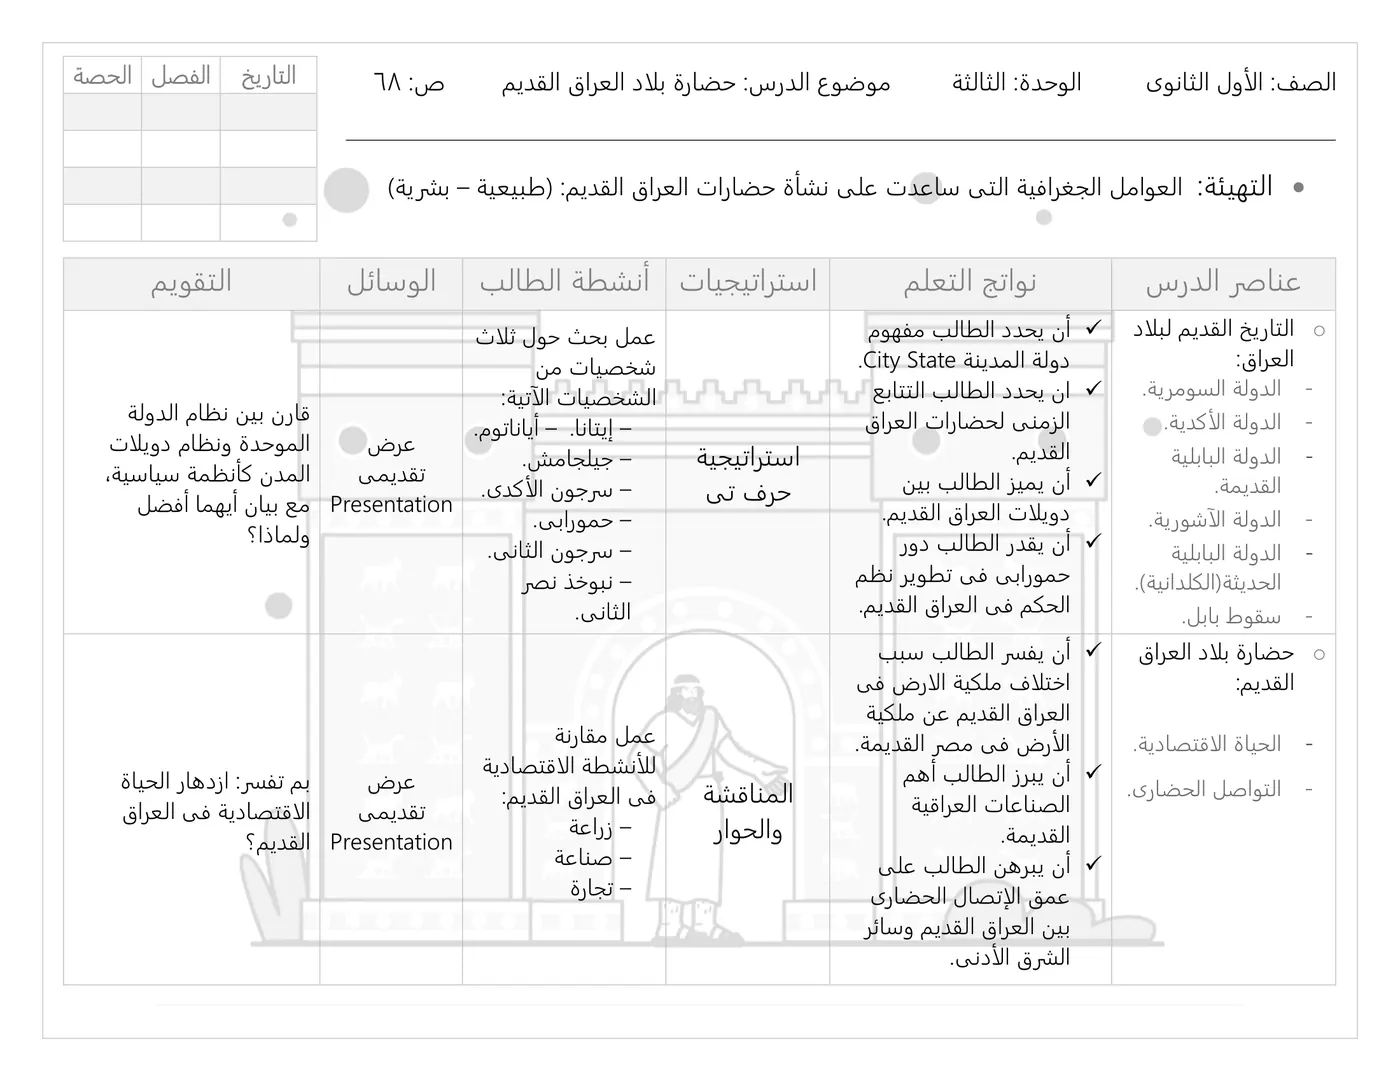 الصف: الأول الثانوى الوحدة: الثالثة موضوع الدرس: حضارة بلاد العراق القديم ص: ٦٨
التاريخ الفصل الحصة
• التهيئة: العوامل الجغرافية التى ساعدت على نشأة حضارات العراق القديم: (طبيعية – بشرية)
عناصر الدرس نواتج التعلم استراتيجيات أنشطة الطالب الوسائل التقويم
○ التاريخ القديم لبلاد
العراق:
- الدولة السومرية.
- الدولة الأكدية.
- الدولة البابلية
القديمة.
- الدولة الآشورية.
- الدولة البابلية
الحديثة(الكلدانية).
- سقوط بابل.
✓ أن يحدد الطالب مفهوم
دولة المدينة City State.
✓ ان يحدد الطالب التتابع
الزمنى لحضارات العراق
القديم.
✓ أن يميز الطالب بين
دويلات العراق القديم.
✓ أن يقدر الطالب دور
حمورابى فى تطوير نظم
الحكم فى العراق القديم.
استراتيجية
حرف تى
عمل بحث حول ثلاث
شخصيات من
الشخصيات الآتية:
– إيتانا. – أياناتوم.
– جيلجامش.
– سرجون الأكدى.
– حمورابى.
– سرجون الثانى.
– نبوخذ نصر
الثانى.
عرض
تقديمى
Presentation
قارن بين نظام الدولة
الموحدة ونظام دويلات
المدن كأنظمة سياسية،
مع بيان أيهما أفضل
ولماذا؟
○ حضارة بلاد العراق
القديم:
- الحياة الاقتصادية.
- التواصل الحضارى.
✓ أن يفسر الطالب سبب
اختلاف ملكية الارض فى
العراق القديم عن ملكية
الأرض فى مصر القديمة.
✓ أن يبرز الطالب أهم
الصناعات العراقية
القديمة.
✓ أن يبرهن الطالب على
عمق الإتصال الحضارى
بين العراق القديم وسائر
الشرق الأدنى.
المناقشة
والحوار
عمل مقارنة
للأنشطة الاقتصادية
فى العراق القديم:
– زراعة
– صناعة
– تجارة
عرض
تقديمى
Presentation
بم تفسر: ازدهار الحياة
الاقتصادية فى العراق
القديم؟